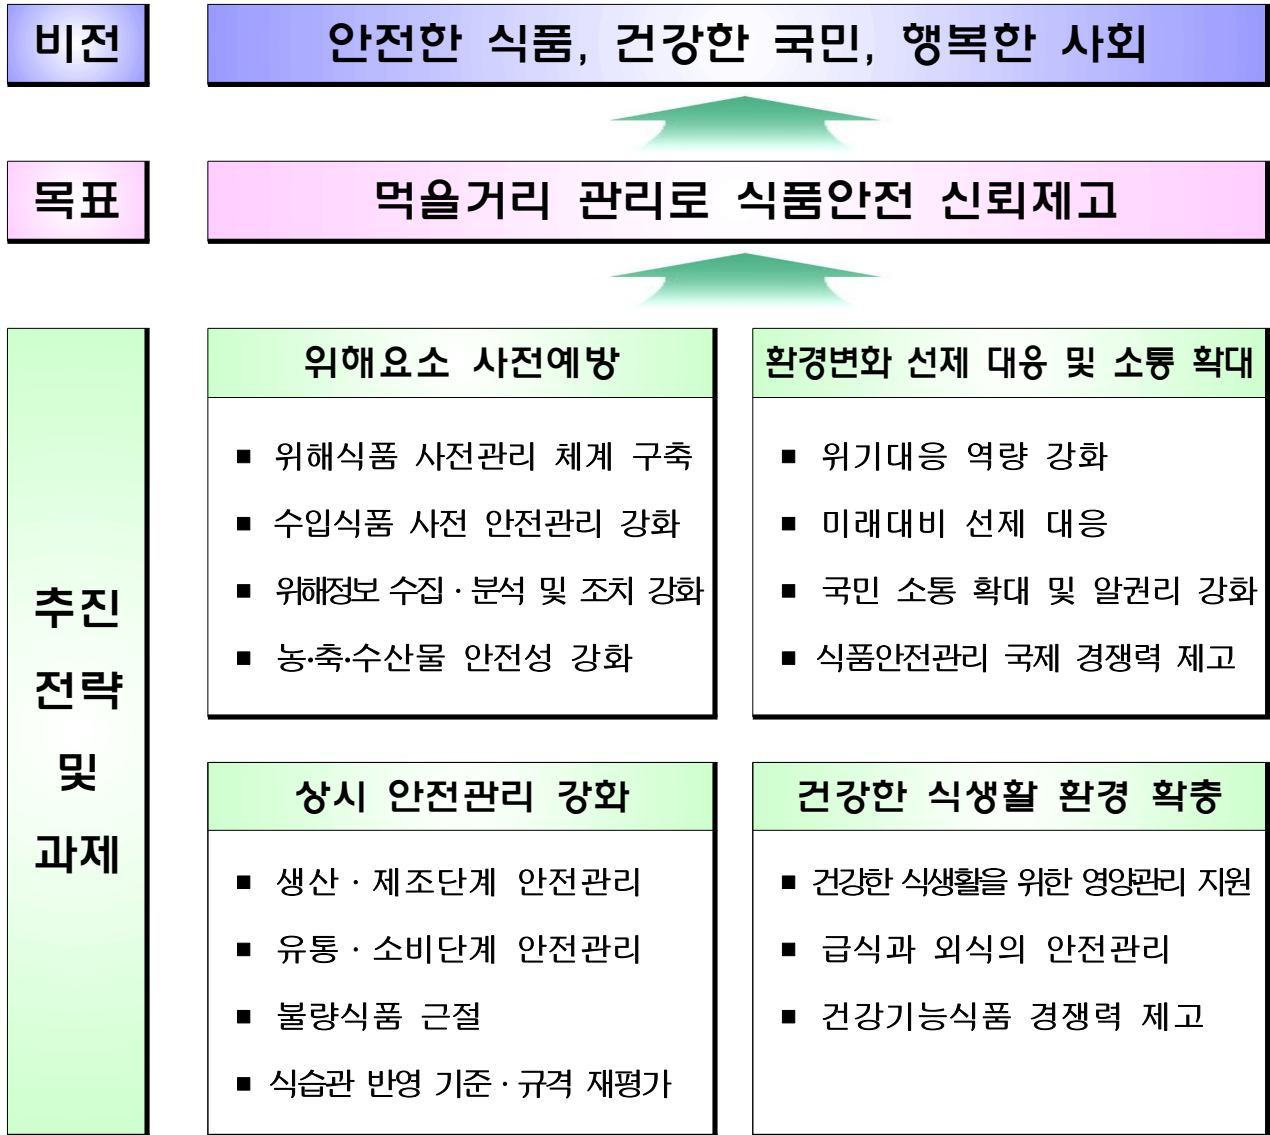 비전
안전한 식품, 건강한 국민, 행복한 사회
목표
먹을거리 관리로 식품안전 신뢰제고
추진
전략
및
과제
위해요소 사전예방
■ 위해식품 사전관리 체계 구축
■ 수입식품 사전 안전관리 강화
■ 위해정보 수집·분석 및 조치 강화
■ 농·축·수산물 안전성 강화
환경변화 선제 대응 및 소통 확대
■ 위기대응 역량 강화
■ 미래대비 선제 대응
■ 국민 소통 확대 및 알권리 강화
■ 식품안전관리 국제 경쟁력 제고
상시 안전관리 강화
■ 생산·제조단계 안전관리
■ 유통·소비단계 안전관리
■ 불량식품 근절
■ 식습관 반영 기준·규격 재평가
건강한 식생활 환경 확충
■ 건강한 식생활을 위한 영양관리 지원
■ 급식과 외식의 안전관리
■ 건강기능식품 경쟁력 제고